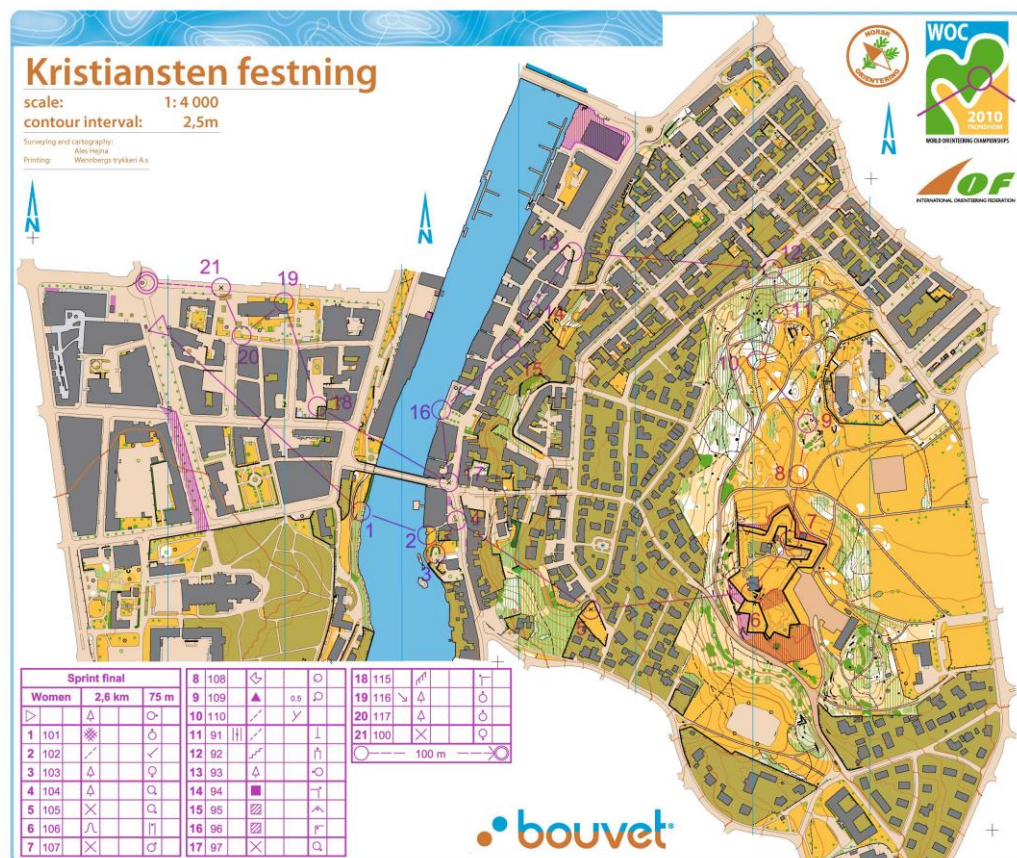 Kristiansten festning
scale: 1: 4 000
contour interval: 2,5m
Surveying and cartography:
Ales Hejna
Printing: Wennbergs trykkeri A.s
NORSK
ORIENTERING
WOC
2010
TRONDHEIM
WORLD ORIENTEERING CHAMPIONSHIPS
IOF
INTERNATIONAL ORIENTEERING FEDERATION
N
N
N
21
19
20
18
13
12
11
14
10
15
16
9
17
8
1
2
4
7
3
5
6
Sprint final
Women 2,6 km 75 m
1 101
2 102
3 103
4 104
5 105
6 106
7 107
8 108
9 109 0.5
10 110
11 91
12 92
13 93
14 94
15 95
16 96
17 97
18 115
19 116
20 117
21 100
100 m
bouvet